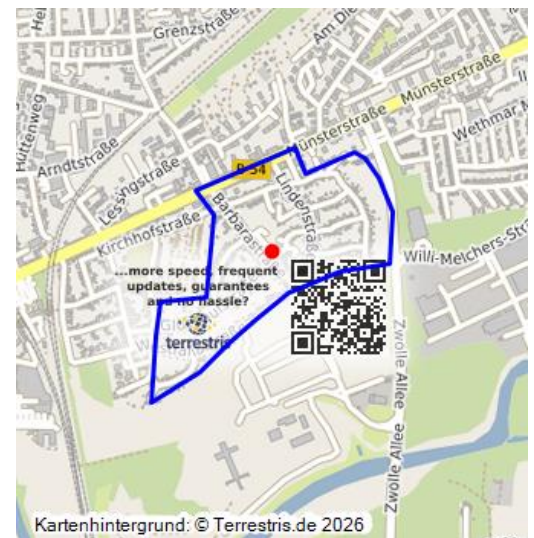 Grenzstraße
Am Die
Hüttenweg
Münsterstraße
Münsterstraße
Arndtstraße
Lessingstraße
B 54
Wethmar M
Lindenstraße
Barbarastr
Kirchhofstraße
Willi-Melchers-Str
...more speed, frequent
updates, guarantees
and no hassle?
terrestris
Zwolle Allee
Zwolle Allee
Kartenhintergrund: © Terrestris.de 2026